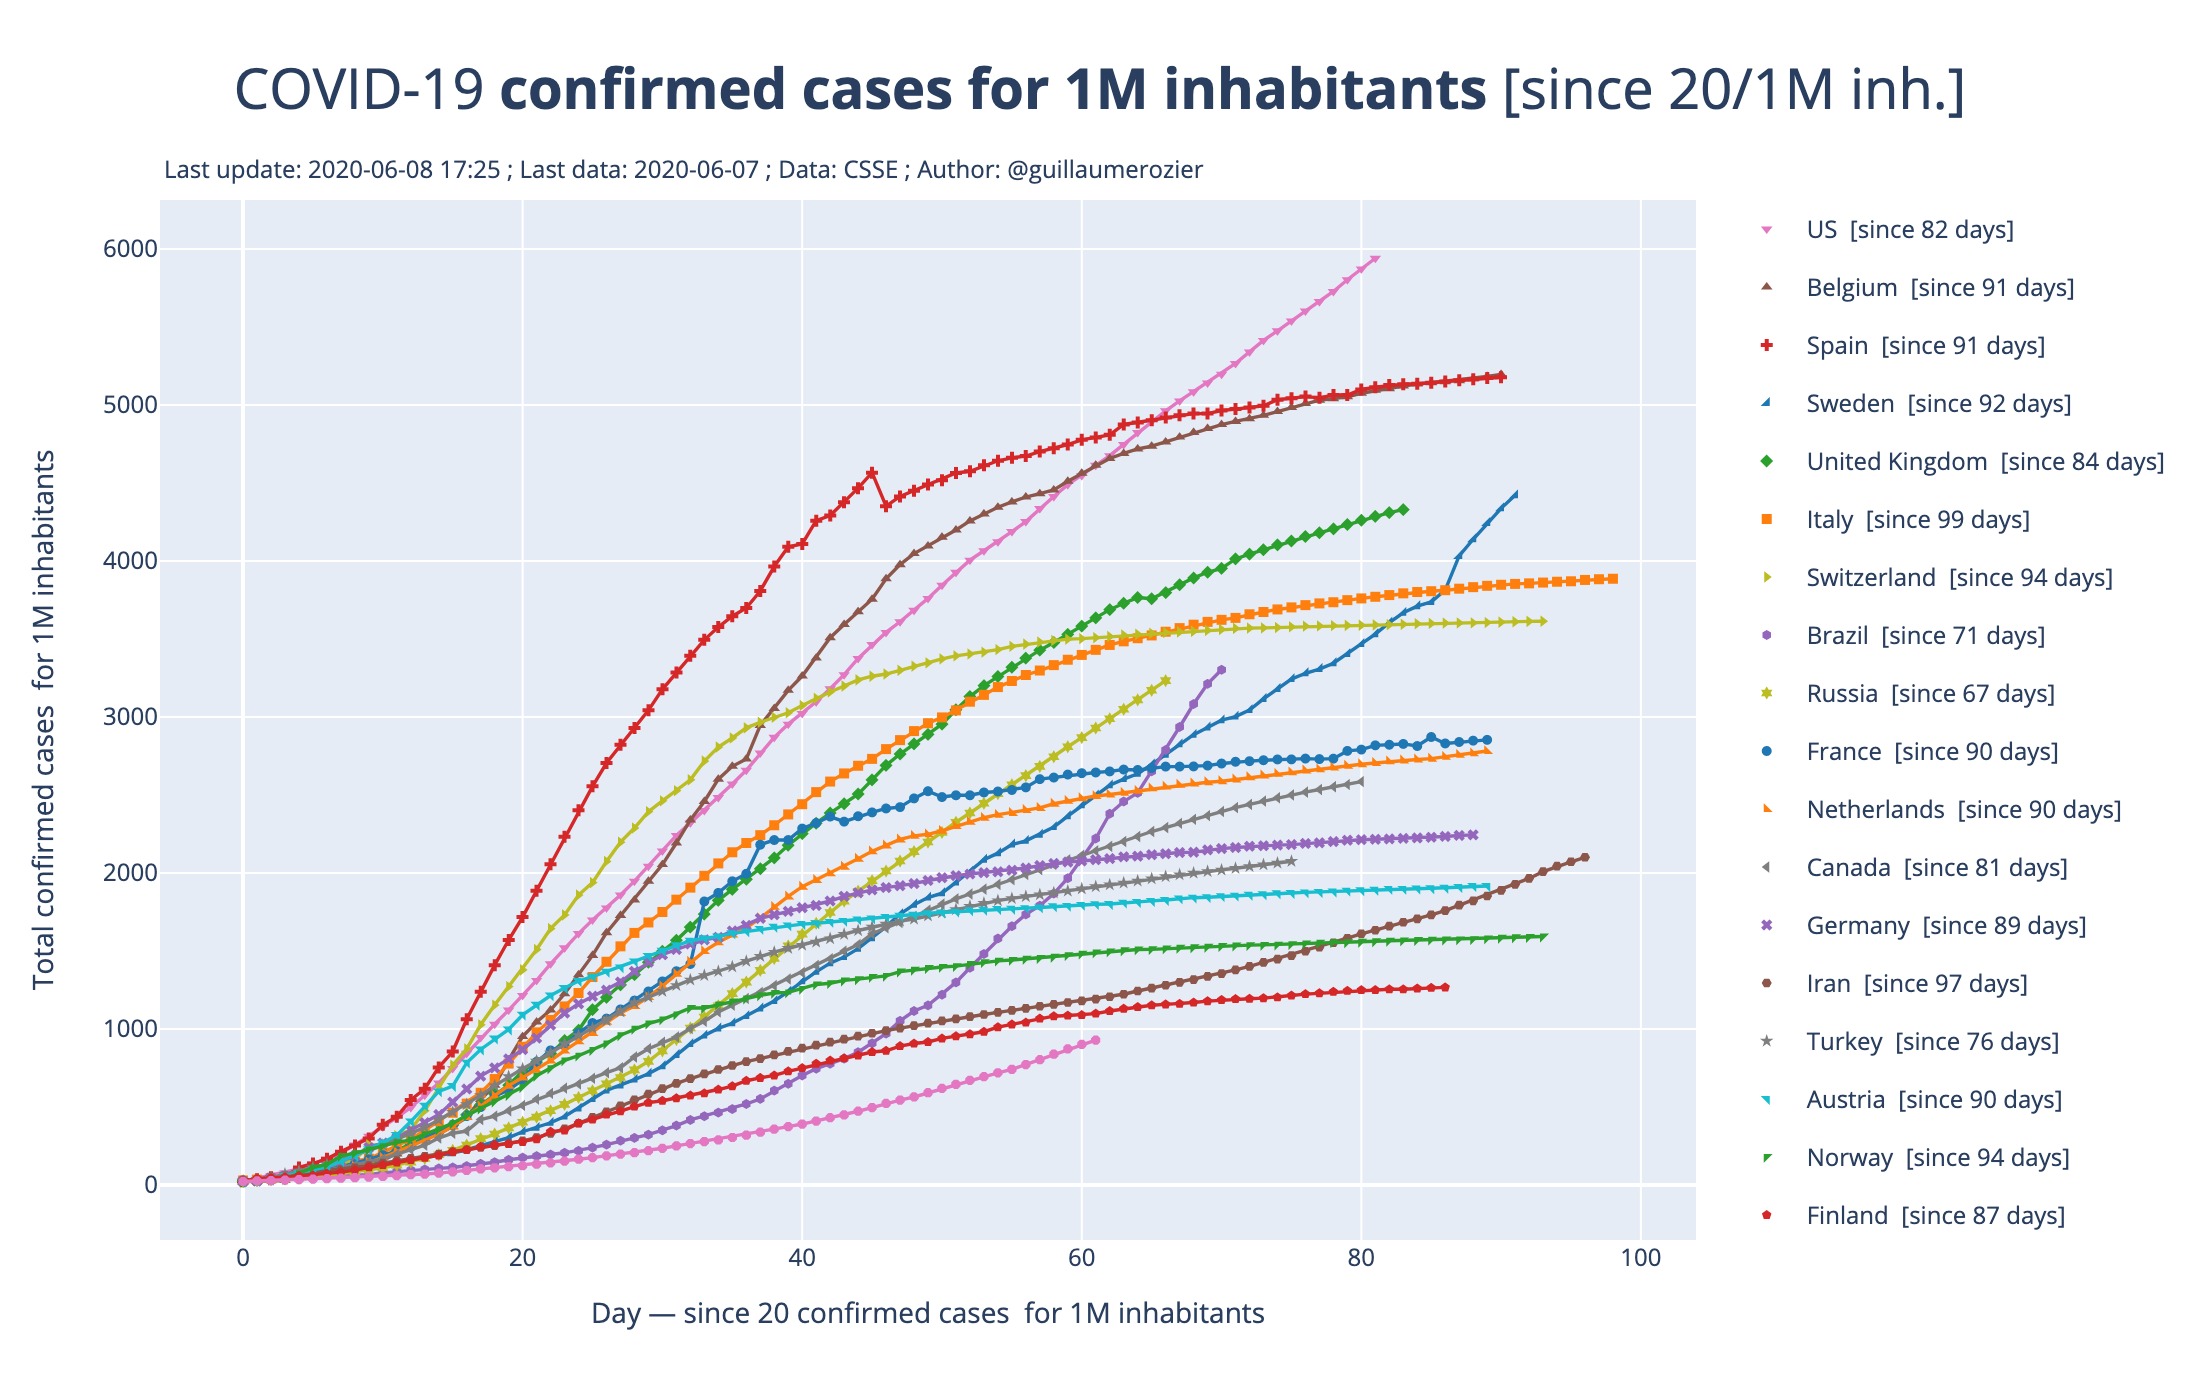 COVID-19 confirmed cases for 1M inhabitants [since 20/1M inh.]
Last update: 2020-06-08 17:25 ; Last data: 2020-06-07 ; Data: CSSE ; Author: @guillaumerozier
Total confirmed cases  for 1M inhabitants
6000
5000
4000
3000
2000
1000
0
0
20
40
60
80
100
Day — since 20 confirmed cases  for 1M inhabitants
US  [since 82 days]
Belgium  [since 91 days]
Spain  [since 91 days]
Sweden  [since 92 days]
United Kingdom  [since 84 days]
Italy  [since 99 days]
Switzerland  [since 94 days]
Brazil  [since 71 days]
Russia  [since 67 days]
France  [since 90 days]
Netherlands  [since 90 days]
Canada  [since 81 days]
Germany  [since 89 days]
Iran  [since 97 days]
Turkey  [since 76 days]
Austria  [since 90 days]
Norway  [since 94 days]
Finland  [since 87 days]